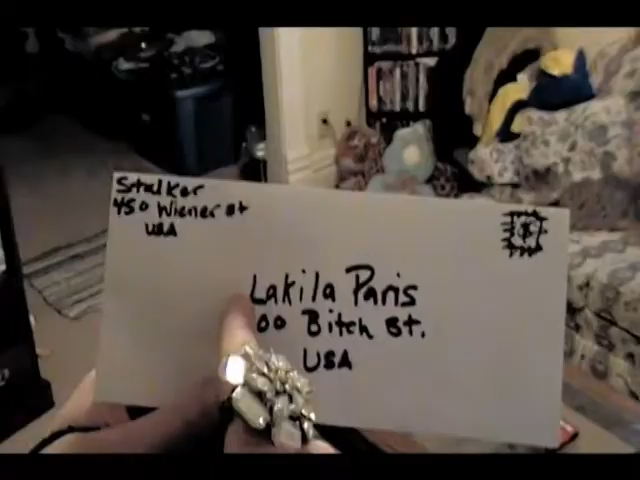 Stalker
450 Wiener St
USA
Lakila Paris
00 Bitch St.
USA